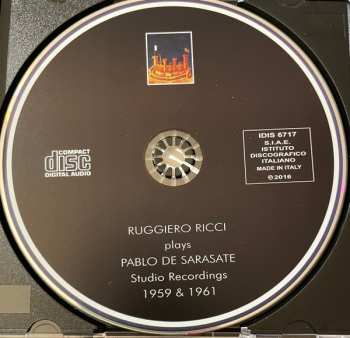 COMPACT
disc
DIGITAL AUDIO
IDIS 6717
S.I.A.E.
ISTITUTO
DISCOGRAFICO
ITALIANO
MADE IN ITALY
℗ 2016
RUGGIERO RICCI
plays
PABLO DE SARASATE
Studio Recordings
1959 & 1961